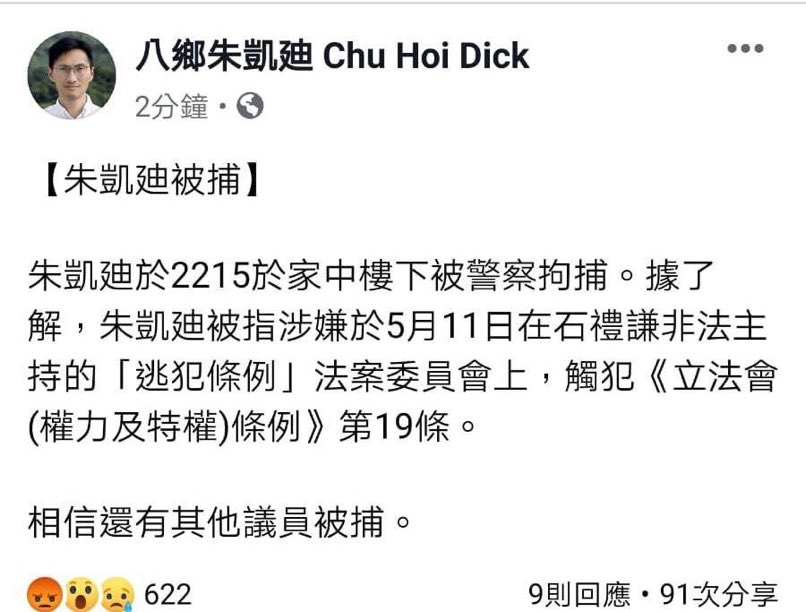 八鄉朱凱廸 Chu Hoi Dick
2分鐘・
【朱凱廸被捕】
朱凱廸於2215於家中樓下被警察拘捕。據了
解，朱凱廸被指涉嫌於5月11日在石禮謙非法主
持的「逃犯條例」法案委員會上，觸犯《立法會
(權力及特權)條例》第19條。
相信還有其他議員被捕。
622
9則回應・91次分享